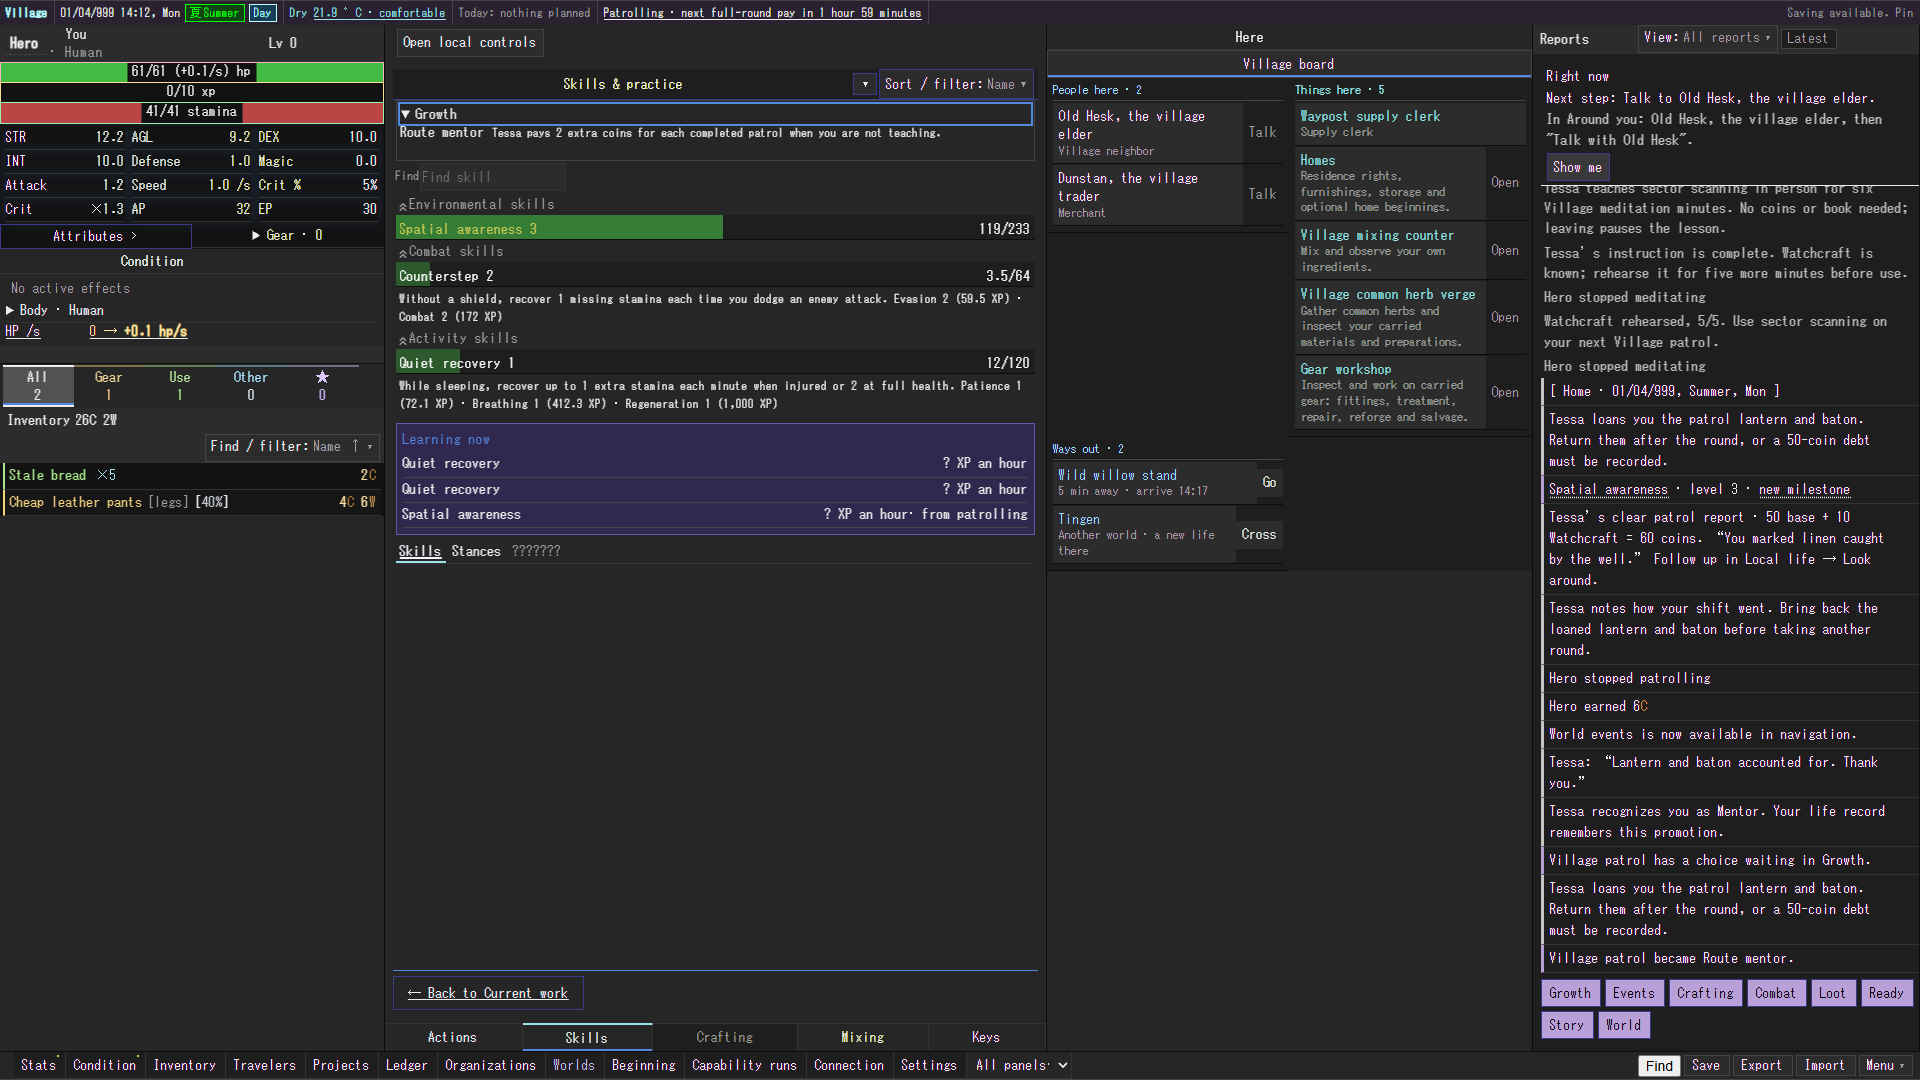 Village 01/04/999 14:12, Mon 夏Summer Day Dry 21.9 °C · comfortable Today: nothing planned Patrolling · next full-round pay in 1 hour 59 minutes Saving available. Pin
Hero · You Lv 0
Human
61/61 (+0.1/s) hp
0/10 xp
41/41 stamina
STR 12.2 AGL 9.2 DEX 10.0
INT 10.0 Defense 1.0 Magic 0.0
Attack 1.2 Speed 1.0 /s Crit % 5%
Crit ×1.3 AP 32 EP 30
Attributes > ▶ Gear · 0
Condition
No active effects
▶ Body · Human
HP /s 0 → +0.1 hp/s
All Gear Use Other ★
2 1 1 0 0
Inventory 26C 2W
Find / filter: Name ↑ ▾
Stale bread ×5 2C
Cheap leather pants [legs] [40%] 4C 6W
Open local controls
Skills & practice ▾ Sort / filter: Name ▾
▼ Growth
Route mentor Tessa pays 2 extra coins for each completed patrol when you are not teaching.
Find Find skill
Environmental skills
Spatial awareness 3 119/233
Combat skills
Counterstep 2 3.5/64
Without a shield, recover 1 missing stamina each time you dodge an enemy attack. Evasion 2 (59.5 XP) ·
Combat 2 (172 XP)
Activity skills
Quiet recovery 1 12/120
While sleeping, recover up to 1 extra stamina each minute when injured or 2 at full health. Patience 1
(72.1 XP) · Breathing 1 (412.3 XP) · Regeneration 1 (1,000 XP)
Learning now
Quiet recovery ? XP an hour
Quiet recovery ? XP an hour
Spatial awareness ? XP an hour· from patrolling
Skills Stances ???????
← Back to Current work
Actions Skills Crafting Mixing Keys
Here
Village board
People here · 2
Old Hesk, the village
elder
Village neighbor
Talk
Dunstan, the village
trader
Merchant
Talk
Things here · 5
Waypost supply clerk
Supply clerk
Homes
Residence rights,
furnishings, storage and
optional home beginnings.
Open
Village mixing counter
Mix and observe your own
ingredients.
Open
Village common herb verge
Gather common herbs and
inspect your carried
materials and preparations.
Open
Gear workshop
Inspect and work on carried
gear: fittings, treatment,
repair, reforge and salvage.
Open
Ways out · 2
Wild willow stand
5 min away · arrive 14:17
Go
Tingen
Another world · a new life
there
Cross
Reports View: All reports ▾ Latest
Right now
Next step: Talk to Old Hesk, the village elder.
In Around you: Old Hesk, the village elder, then
"Talk with Old Hesk".
Show me
Tessa teaches sector scanning in person for six
Village meditation minutes. No coins or book needed;
leaving pauses the lesson.
Tessa's instruction is complete. Watchcraft is
known; rehearse it for five more minutes before use.
Hero stopped meditating
Watchcraft rehearsed, 5/5. Use sector scanning on
your next Village patrol.
Hero stopped meditating
[ Home · 01/04/999, Summer, Mon ]
Tessa loans you the patrol lantern and baton.
Return them after the round, or a 50-coin debt
must be recorded.
Spatial awareness · level 3 · new milestone
Tessa's clear patrol report · 50 base + 10
Watchcraft = 60 coins. “You marked linen caught
by the well.” Follow up in Local life → Look
around.
Tessa notes how your shift went. Bring back the
loaned lantern and baton before taking another
round.
Hero stopped patrolling
Hero earned 6C
World events is now available in navigation.
Tessa: “Lantern and baton accounted for. Thank
you.”
Tessa recognizes you as Mentor. Your life record
remembers this promotion.
Village patrol has a choice waiting in Growth.
Tessa loans you the patrol lantern and baton.
Return them after the round, or a 50-coin debt
must be recorded.
Village patrol became Route mentor.
Growth Events Crafting Combat Loot Ready
Story World
Stats Condition Inventory Travelers Projects Ledger Organizations Worlds Beginning Capability runs Connection Settings All panels Find Save Export Import Menu ▾